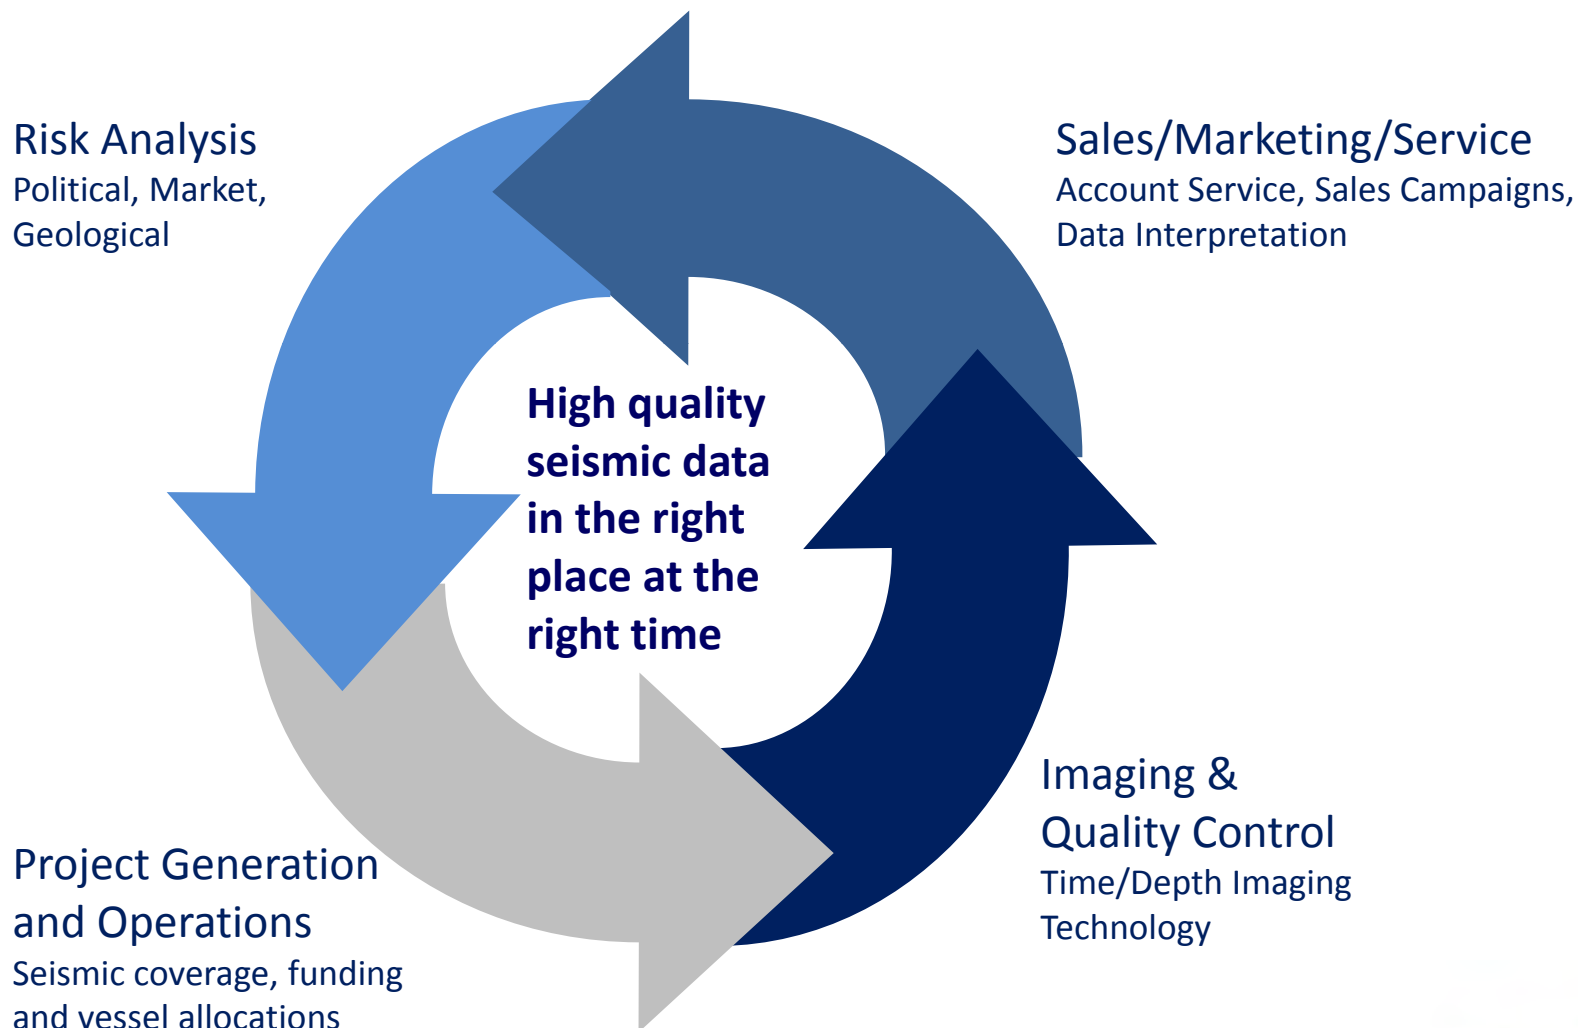 Risk Analysis
Political, Market,
Geological
Sales/Marketing/Service
Account Service, Sales Campaigns,
Data Interpretation
High quality
seismic data
in the right
place at the
right time
Project Generation
and Operations
Seismic coverage, funding
and vessel allocations
Imaging &
Quality Control
Time/Depth Imaging
Technology